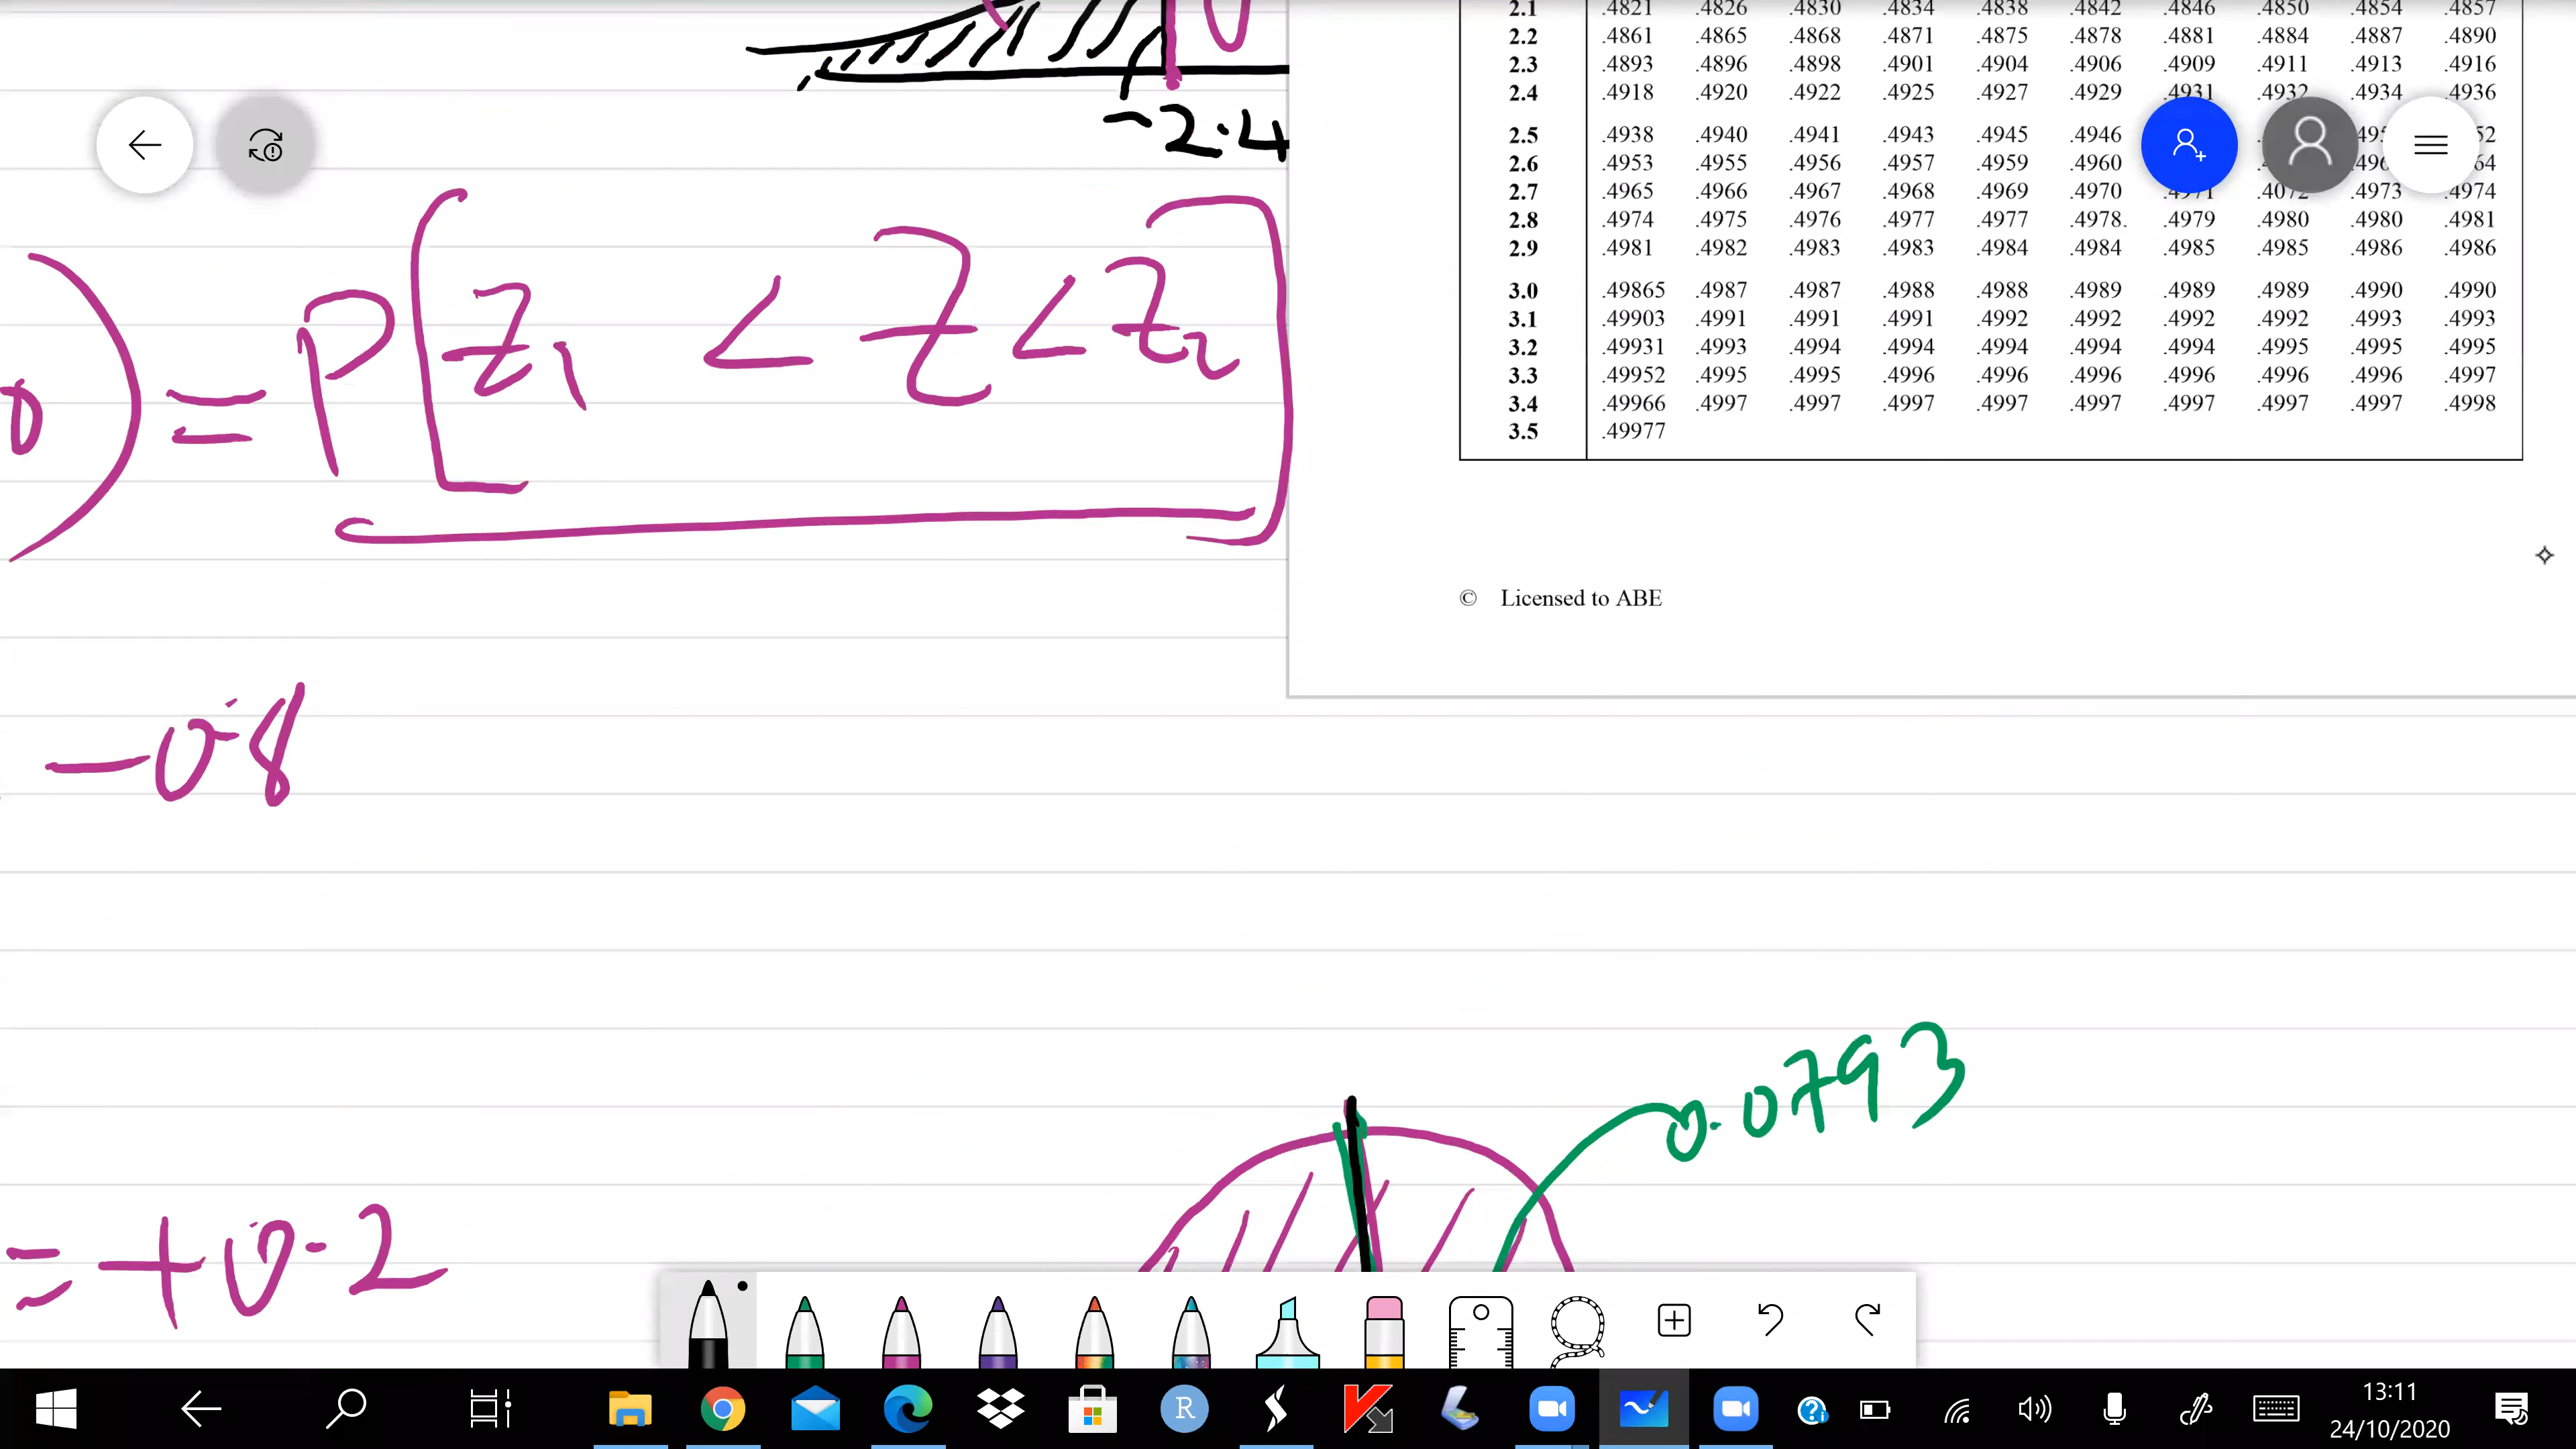 2.1 .4821 .4826 .4830 .4834 .4838 .4842 .4846 .4850 .4854 .4857
2.2 .4861 .4865 .4868 .4871 .4875 .4878 .4881 .4884 .4887 .4890
2.3 .4893 .4896 .4898 .4901 .4904 .4906 .4909 .4911 .4913 .4916
2.4 .4918 .4920 .4922 .4925 .4927 .4929 .4931 .4932 .4934 .4936
2.5 .4938 .4940 .4941 .4943 .4945 .4946
2.6 .4953 .4955 .4956 .4957 .4959 .4960
2.7 .4965 .4966 .4967 .4968 .4969 .4970 .4971 .4072 .4973 .4974
2.8 .4974 .4975 .4976 .4977 .4977 .4978. .4979 .4980 .4980 .4981
2.9 .4981 .4982 .4983 .4983 .4984 .4984 .4985 .4985 .4986 .4986
3.0 .49865 .4987 .4987 .4988 .4988 .4989 .4989 .4989 .4990 .4990
3.1 .49903 .4991 .4991 .4991 .4992 .4992 .4992 .4992 .4993 .4993
3.2 .49931 .4993 .4994 .4994 .4994 .4994 .4994 .4995 .4995 .4995
3.3 .49952 .4995 .4995 .4996 .4996 .4996 .4996 .4996 .4996 .4997
3.4 .49966 .4997 .4997 .4997 .4997 .4997 .4997 .4997 .4997 .4998
3.5 .49977
© Licensed to ABE
-2.4
0) = P[Z1 < Z < Z2]
-0.8
0.0793
= +0.2
R
13:11
24/10/2020